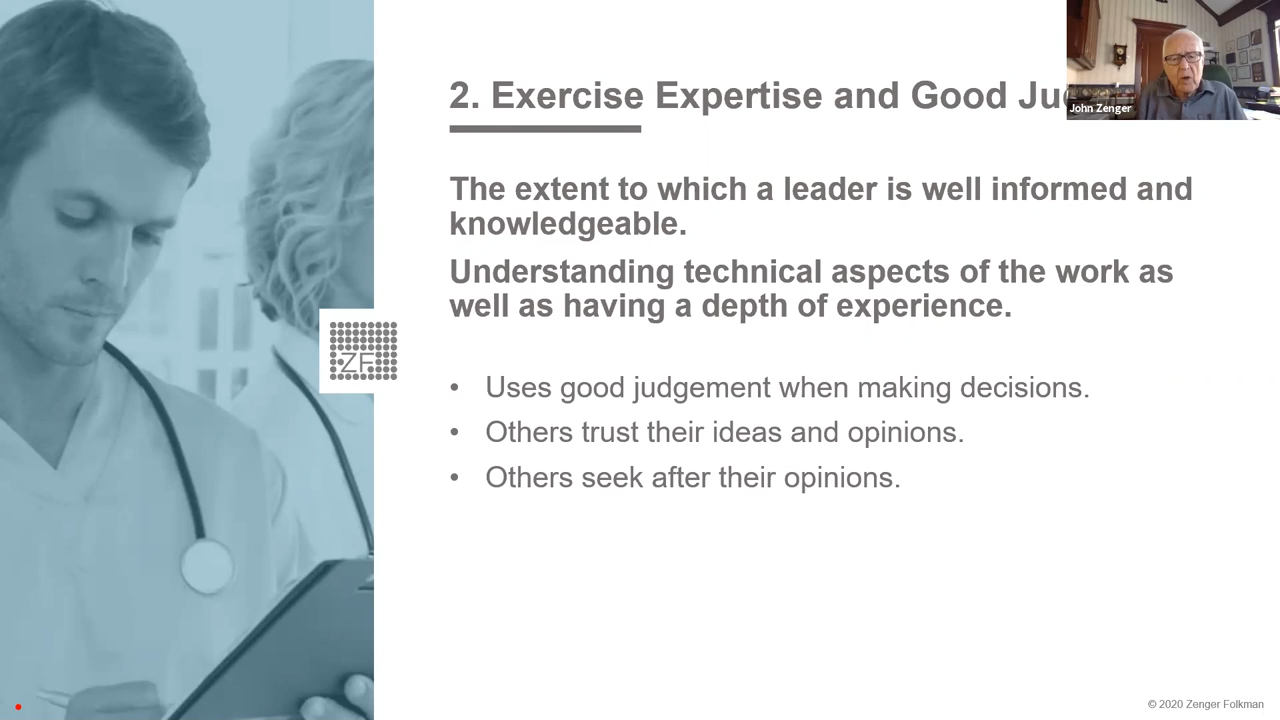 2. Exercise Expertise and Good
John Zenger
The extent to which a leader is well informed and
knowledgeable.
Understanding technical aspects of the work as
well as having a depth of experience.
ZF
• Uses good judgement when making decisions.
• Others trust their ideas and opinions.
• Others seek after their opinions.
© 2020 Zenger Folkman